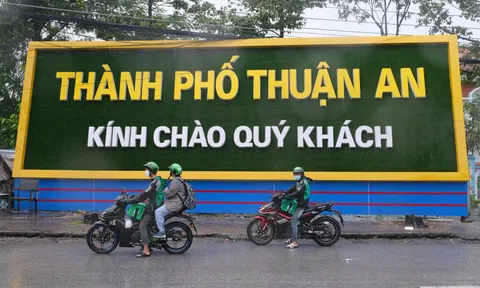 THÀNH PHỐ THUẬN AN
KÍNH CHÀO QUÝ KHÁCH